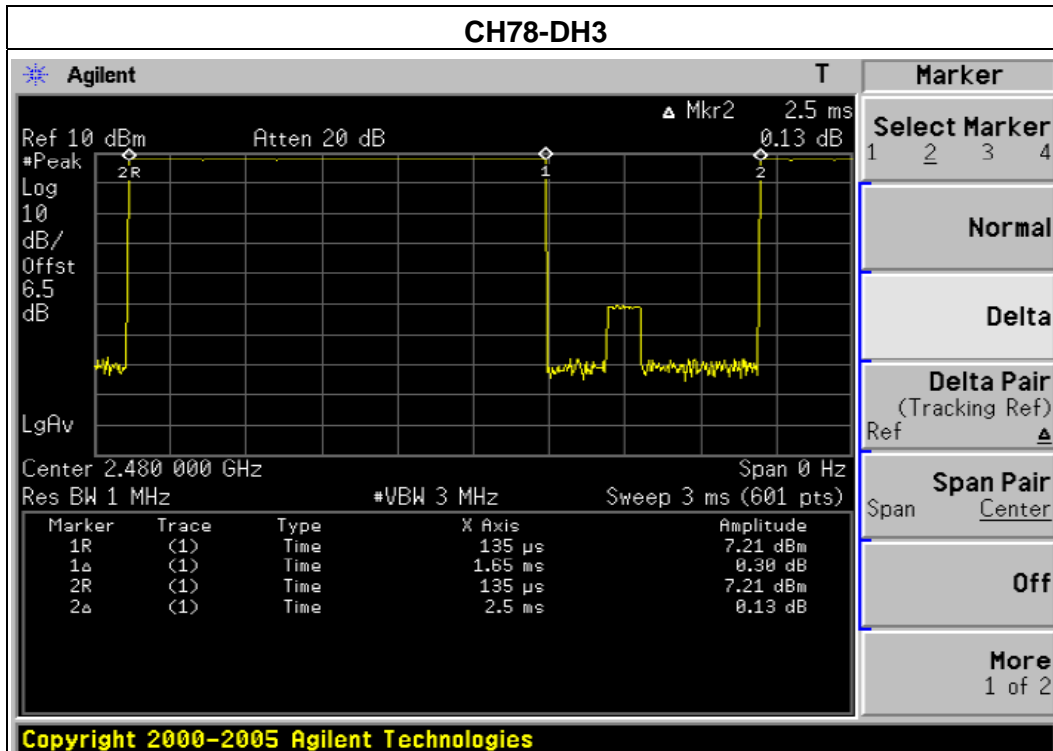 CH78-DH3
Agilent T
Marker
▵ Mkr2 2.5 ms
Ref 10 dBm Atten 20 dB 0.13 dB
#Peak
Log
10
dB/
Offst
6.5
dB
LgAv
2R 1 2
Center 2.480 000 GHz Span 0 Hz
Res BW 1 MHz #VBW 3 MHz Sweep 3 ms (601 pts)
Marker Trace Type X Axis Amplitude
1R (1) Time 135 µs 7.21 dBm
1▵ (1) Time 1.65 ms 0.30 dB
2R (1) Time 135 µs 7.21 dBm
2▵ (1) Time 2.5 ms 0.13 dB
Select Marker
1 2 3 4
Normal
Delta
Delta Pair
(Tracking Ref)
Ref ▵
Span Pair
Span Center
Off
More
1 of 2
Copyright 2000-2005 Agilent Technologies